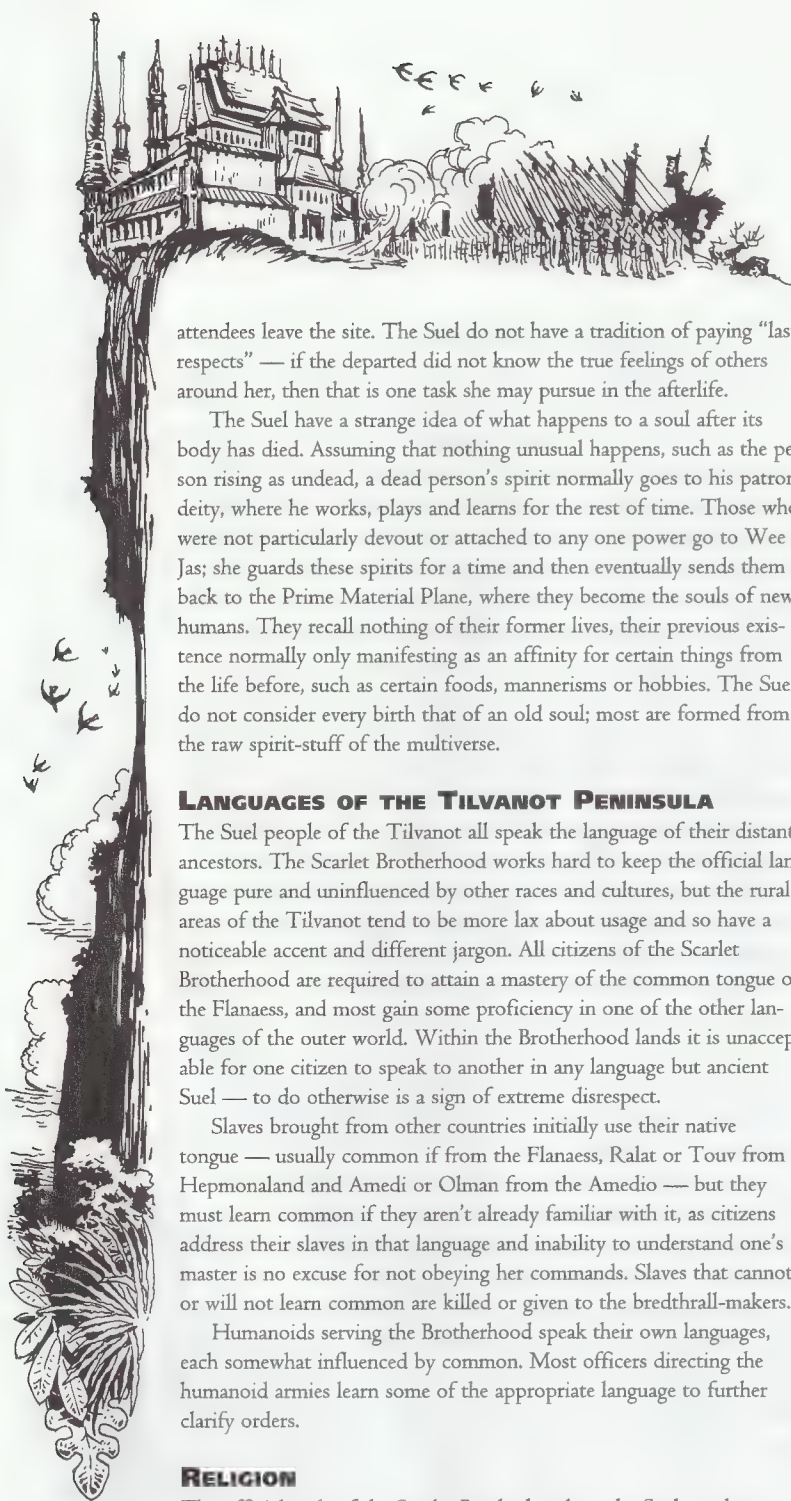 attendees leave the site. The Suel do not have a tradition of paying “las
respects” — if the departed did not know the true feelings of others
around her, then that is one task she may pursue in the afterlife.
The Suel have a strange idea of what happens to a soul after its
body has died. Assuming that nothing unusual happens, such as the pe
son rising as undead, a dead person's spirit normally goes to his patron
deity, where he works, plays and learns for the rest of time. Those who
were not particularly devout or attached to any one power go to Wee
Jas; she guards these spirits for a time and then eventually sends them
back to the Prime Material Plane, where they become the souls of new
humans. They recall nothing of their former lives, their previous exis-
tence normally only manifesting as an affinity for certain things from
the life before, such as certain foods, mannerisms or hobbies. The Sue
do not consider every birth that of an old soul; most are formed from
the raw spirit-stuff of the multiverse.
LANGUAGES OF THE TILVANOT PENINSULA
The Suel people of the Tilvanot all speak the language of their distant
ancestors. The Scarlet Brotherhood works hard to keep the official lan
guage pure and uninfluenced by other races and cultures, but the rural
areas of the Tilvanot tend to be more lax about usage and so have a
noticeable accent and different jargon. All citizens of the Scarlet
Brotherhood are required to attain a mastery of the common tongue o
the Flanaess, and most gain some proficiency in one of the other lan-
guages of the outer world. Within the Brotherhood lands it is unaccep
able for one citizen to speak to another in any language but ancient
Suel — to do otherwise is a sign of extreme disrespect.
Slaves brought from other countries initially use their native
tongue — usually common if from the Flanaess, Ralat or Touv from
Hepmonaland and Amedi or Olman from the Amedio — but they
must learn common if they aren't already familiar with it, as citizens
address their slaves in that language and inability to understand one's
master is no excuse for not obeying her commands. Slaves that cannot
or will not learn common are killed or given to the bredthrall-makers.
Humanoids serving the Brotherhood speak their own languages,
each somewhat influenced by common. Most officers directing the
humanoid armies learn some of the appropriate language to further
clarify orders.
RELIGION